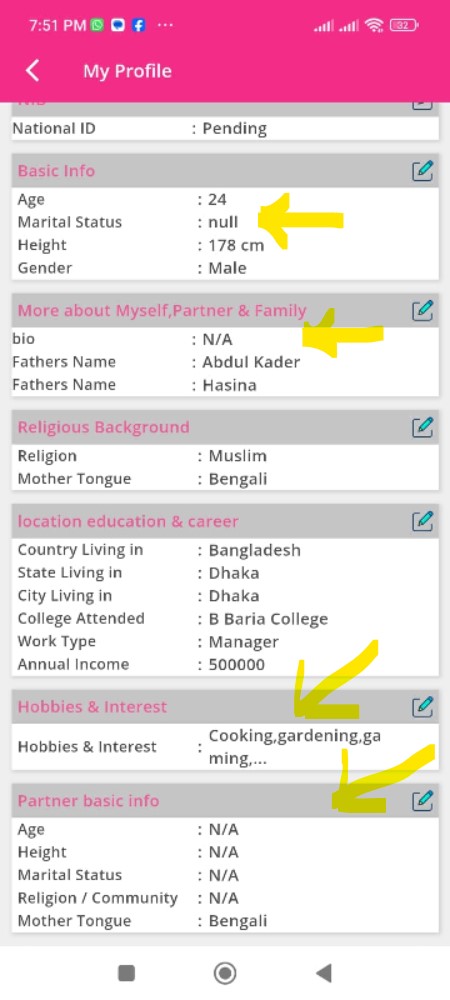 7:51 PM
32
My Profile
National ID : Pending
Basic Info
Age : 24
Marital Status : null
Height : 178 cm
Gender : Male
More about Myself,Partner & Family
bio : N/A
Fathers Name : Abdul Kader
Fathers Name : Hasina
Religious Background
Religion : Muslim
Mother Tongue : Bengali
location education & career
Country Living in : Bangladesh
State Living in : Dhaka
City Living in : Dhaka
College Attended : B Baria College
Work Type : Manager
Annual Income : 500000
Hobbies & Interest
Hobbies & Interest : Cooking,gardening,ga
ming,...
Partner basic info
Age : N/A
Height : N/A
Marital Status : N/A
Religion / Community : N/A
Mother Tongue : Bengali